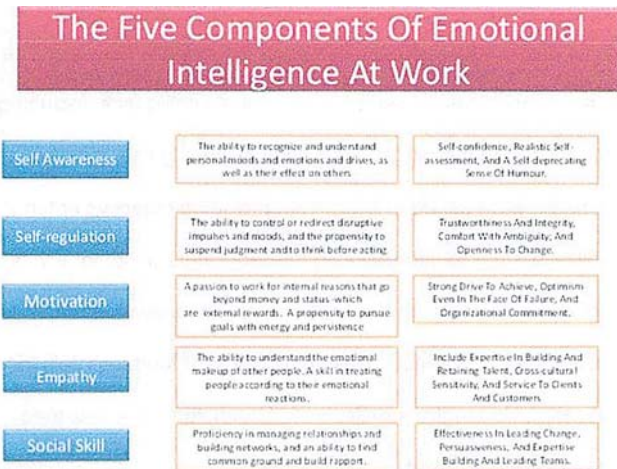 The Five Components Of Emotional
Intelligence At Work
Self Awareness
The ability to recognize and understand
personal moods and emotions and drives, as
well as their effect on others
Self-confidence, Realistic Self-
assessment, And A Self-deprecating
Sense Of Humour.
Self-regulation
The ability to control or redirect disruptive
impulses and moods, and the propensity to
suspend judgment and to think before acting
Trustworthiness And Integrity,
Comfort With Ambiguity, And
Openness To Change.
Motivation
A passion to work for internal reasons that go
beyond money and status -which
are external rewards. A propensity to pursue
goals with energy and persistence
Strong Drive To Achieve, Optimism
Even In The Face Of Failure, And
Organizational Commitment.
Empathy
The ability to understand the emotional
makeup of other people. A skill in treating
people according to their emotional
reactions.
Include Expertise In Building And
Retaining Talent, Cross-cultural
Sensitivity, And Service To Clients
And Customers
Social Skill
Proficiency in managing relationships and
building networks, and an ability to find
common ground and build rapport.
Effectiveness In Leading Change,
Persuasiveness, And Expertise
Building And Leading Teams.